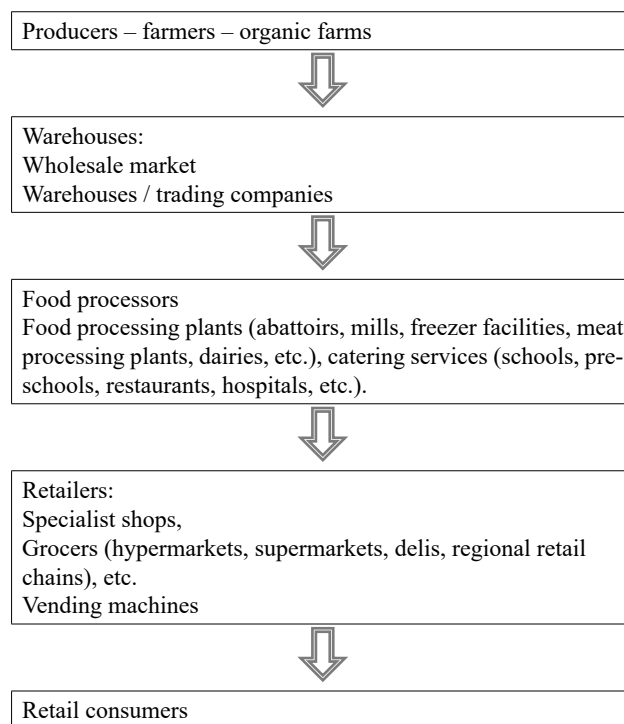 Producers – farmers – organic farms
Warehouses:
Wholesale market
Warehouses / trading companies
Food processors
Food processing plants (abattoirs, mills, freezer facilities, meat
processing plants, dairies, etc.), catering services (schools, pre-
schools, restaurants, hospitals, etc.).
Retailers:
Specialist shops,
Grocers (hypermarkets, supermarkets, delis, regional retail
chains), etc.
Vending machines
Retail consumers